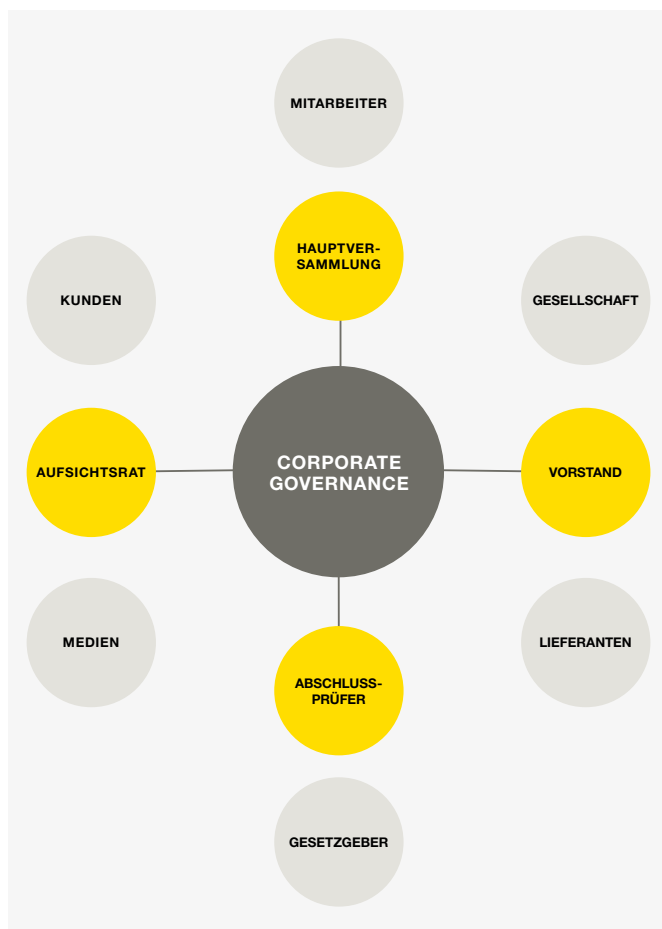 MITARBEITER
HAUPTVER-
SAMMLUNG
KUNDEN
GESELLSCHAFT
AUFSICHTSRAT
CORPORATE
GOVERNANCE
VORSTAND
MEDIEN
LIEFERANTEN
ABSCHLUSS-
PRÜFER
GESETZGEBER